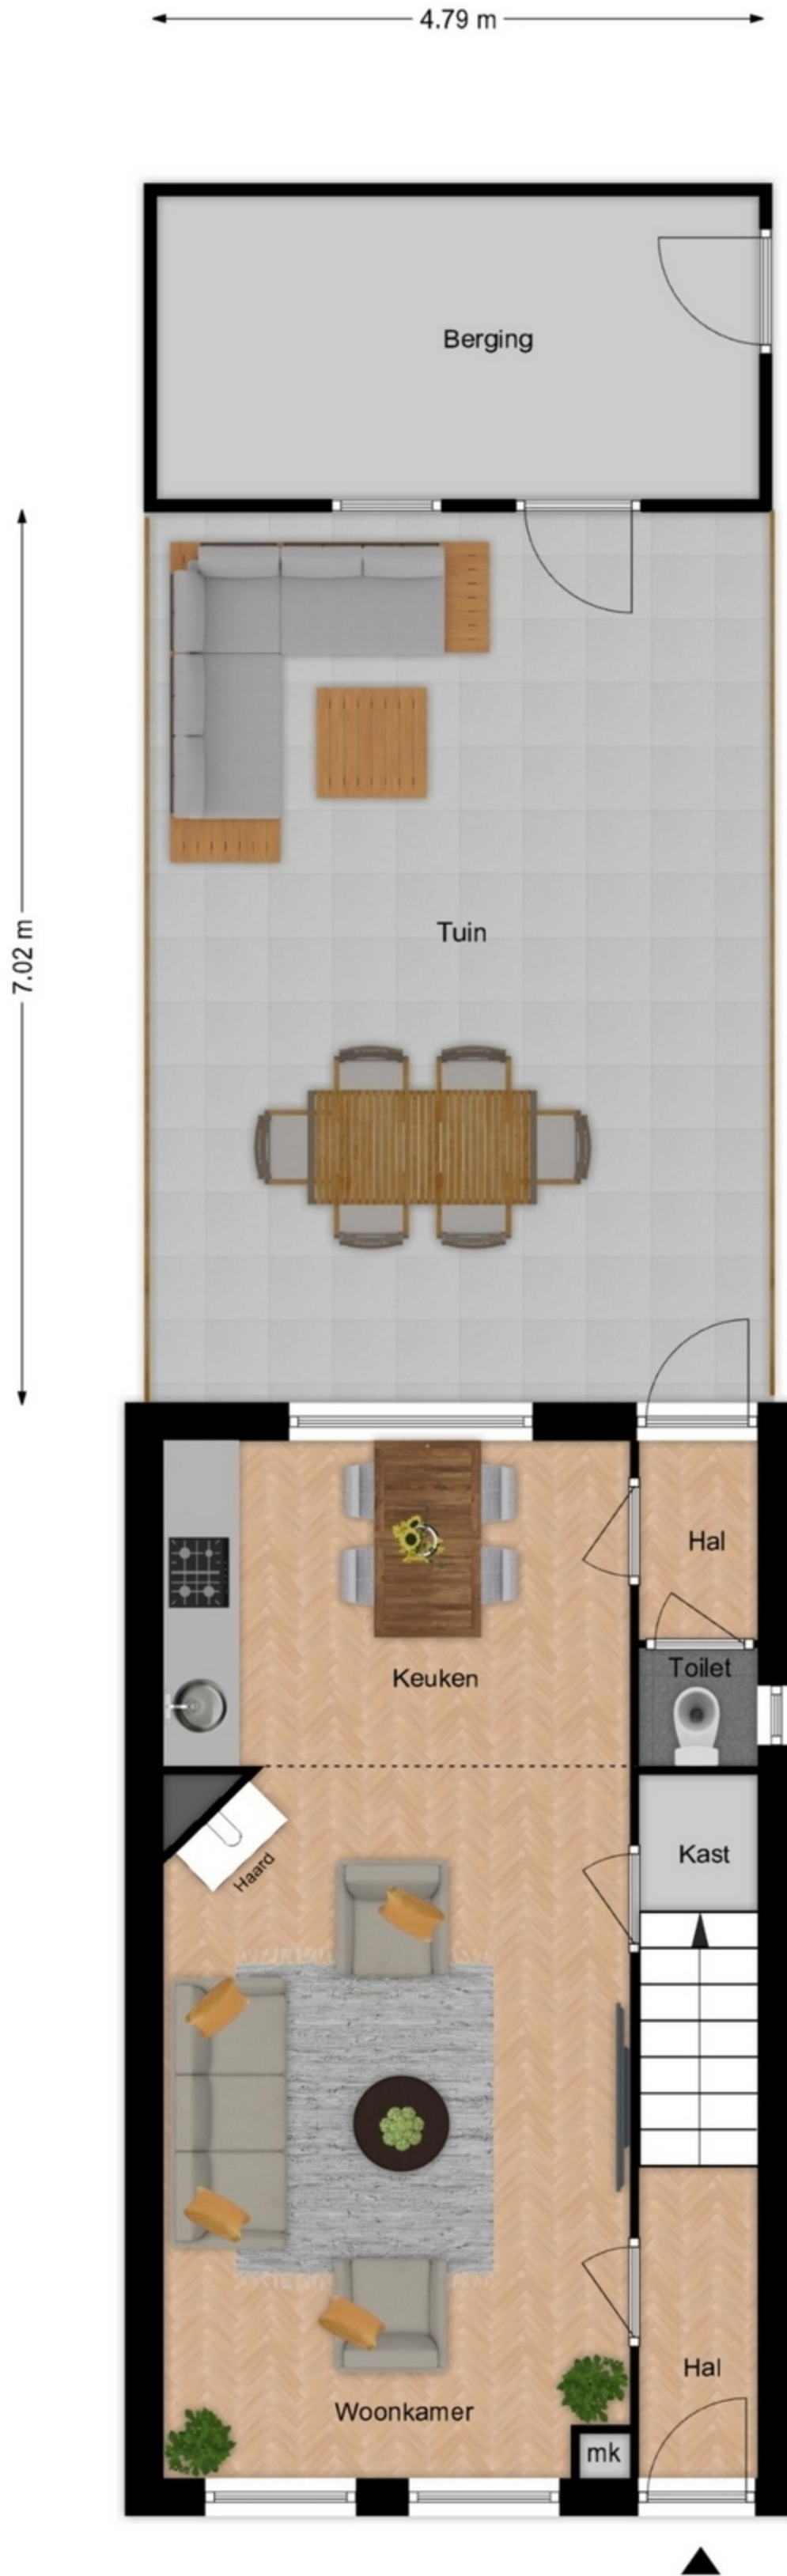 4.79 m
Berging
7.02 m
Tuin
Hal
Toilet
Keuken
Kast
Haard
Hal
Woonkamer
mk